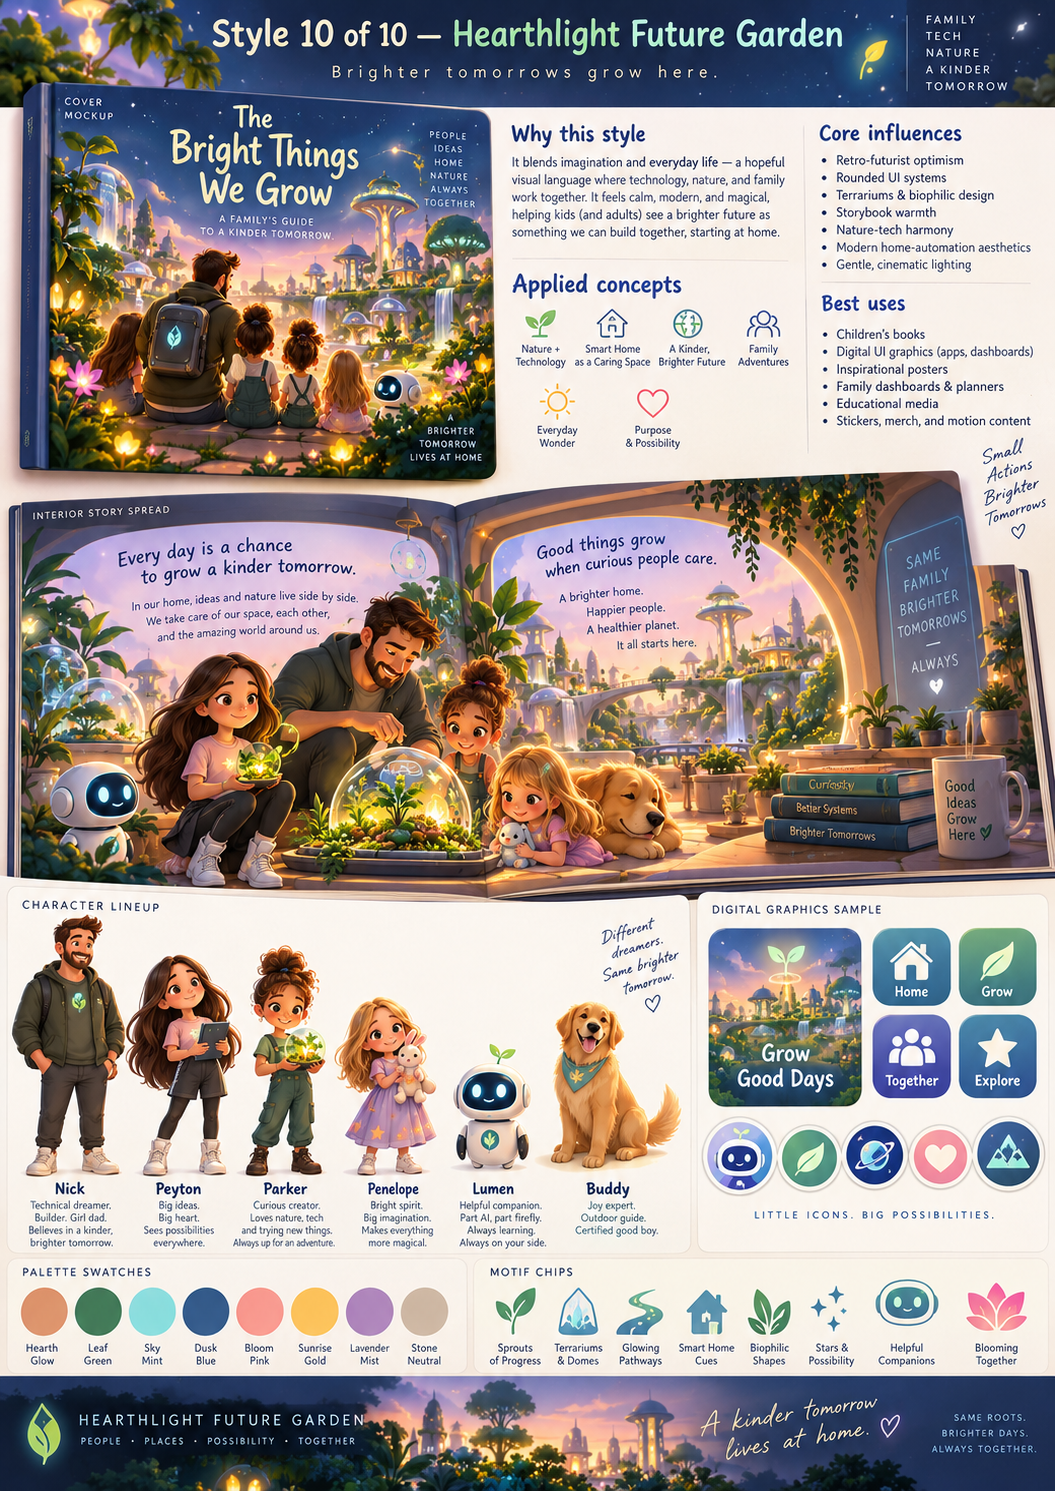 Style 10 of 10 — Hearthlight Future Garden
Brighter tomorrows grow here.
FAMILY
TECH
NATURE
A KINDER
TOMORROW
COVER
MOCKUP
The
Bright Things
We Grow
A FAMILY'S GUIDE
TO A KINDER TOMORROW.
PEOPLE
IDEAS
HOME
NATURE
ALWAYS
TOGETHER
A
BRIGHTER
TOMORROW
LIVES AT HOME
Why this style
It blends imagination and everyday life — a hopeful
visual language where technology, nature, and family
work together. It feels calm, modern, and magical,
helping kids (and adults) see a brighter future as
something we can build together, starting at home.
Applied concepts
Nature +
Technology
Smart Home
as a Caring Space
A Kinder,
Brighter Future
Family
Adventures
Everyday
Wonder
Purpose
& Possibility
Core influences
• Retro-futurist optimism
• Rounded UI systems
• Terrariums & biophilic design
• Storybook warmth
• Nature-tech harmony
• Modern home-automation aesthetics
• Gentle, cinematic lighting
Best uses
• Children's books
• Digital UI graphics (apps, dashboards)
• Inspirational posters
• Family dashboards & planners
• Educational media
• Stickers, merch, and motion content
Small
Actions
Brighter
Tomorrows
INTERIOR STORY SPREAD
Every day is a chance
to grow a kinder tomorrow.
In our home, ideas and nature live side by side.
We take care of our space, each other,
and the amazing world around us.
Good things grow
when curious people care.
A brighter home.
Happier people.
A healthier planet.
It all starts here.
SAME
FAMILY
BRIGHTER
TOMORROWS
—
ALWAYS
Curiosity
Better Systems
Brighter Tomorrows
Good
Ideas
Grow
Here
CHARACTER LINEUP
Different
dreamers.
Same brighter
tomorrow.
Nick
Technical dreamer.
Builder. Girl dad.
Believes in a kinder,
brighter tomorrow.
Peyton
Big ideas.
Big heart.
Sees possibilities
everywhere.
Parker
Curious creator.
Loves nature, tech
and trying new things.
Always up for an adventure.
Penelope
Bright spirit.
Big imagination.
Makes everything
more magical.
Lumen
Helpful companion.
Part AI, part firefly.
Always learning.
Always on your side.
Buddy
Joy expert.
Outdoor guide.
Certified good boy.
DIGITAL GRAPHICS SAMPLE
Grow
Good Days
Home
Grow
Together
Explore
LITTLE ICONS. BIG POSSIBILITIES.
PALETTE SWATCHES
Hearth
Glow
Leaf
Green
Sky
Mint
Dusk
Blue
Bloom
Pink
Sunrise
Gold
Lavender
Mist
Stone
Neutral
MOTIF CHIPS
Sprouts
of Progress
Terrariums
& Domes
Glowing
Pathways
Smart Home
Cues
Biophilic
Shapes
Stars &
Possibility
Helpful
Companions
Blooming
Together
HEARTHLIGHT FUTURE GARDEN
PEOPLE • PLACES • POSSIBILITY • TOGETHER
A kinder tomorrow
lives at home.
SAME ROOTS.
BRIGHTER DAYS.
ALWAYS TOGETHER.